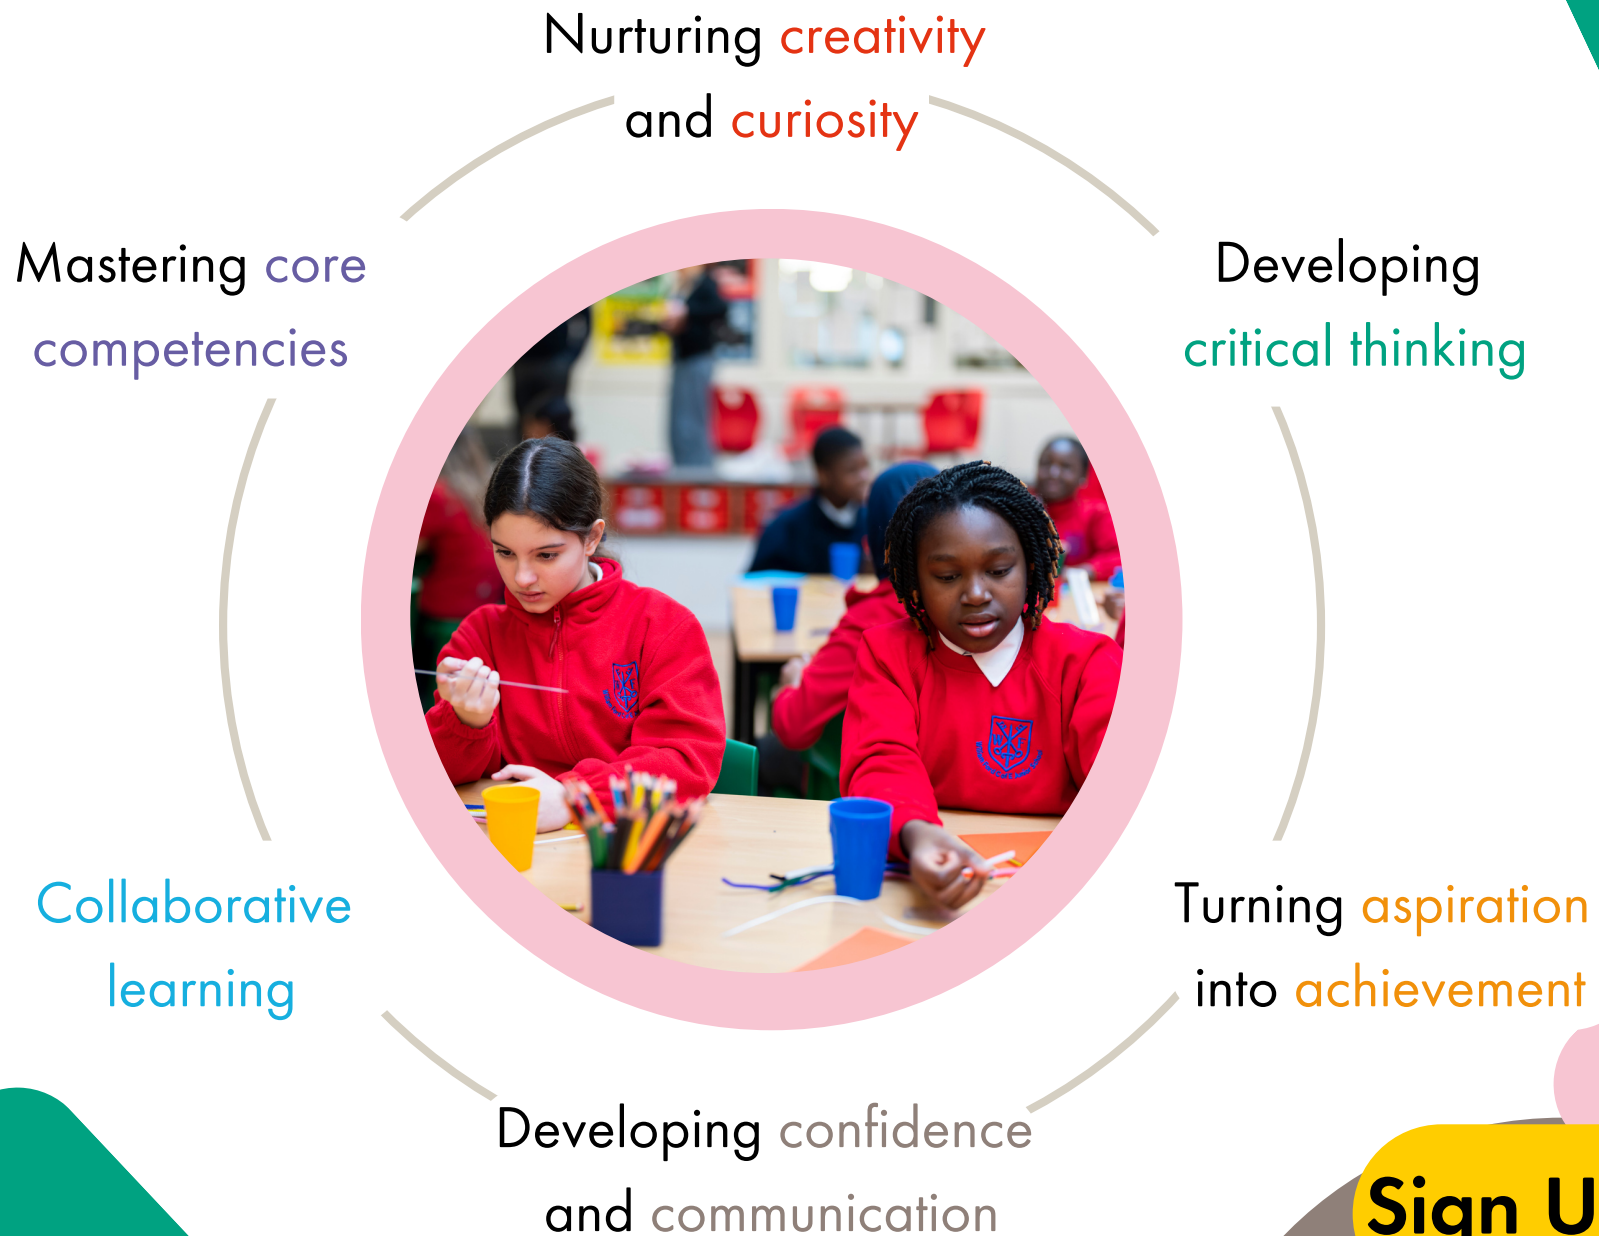 Nurturing creativity
and curiosity
Mastering core
competencies
Developing
critical thinking
Collaborative
learning
Turning aspiration
into achievement
Developing confidence
and communication
Sign U